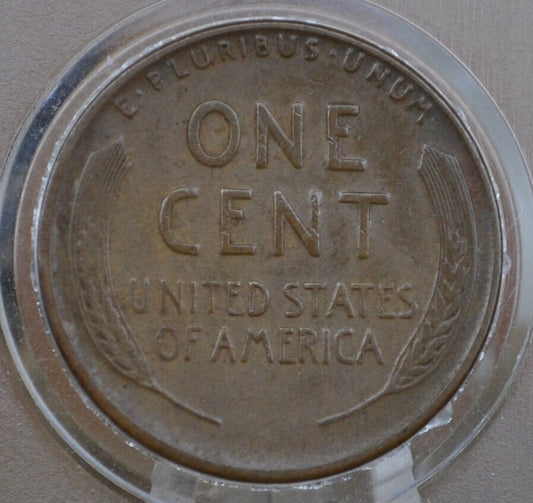 E·PLURIBUS·UNUM
ONE
CENT
UNITED STATES
OF AMERICA